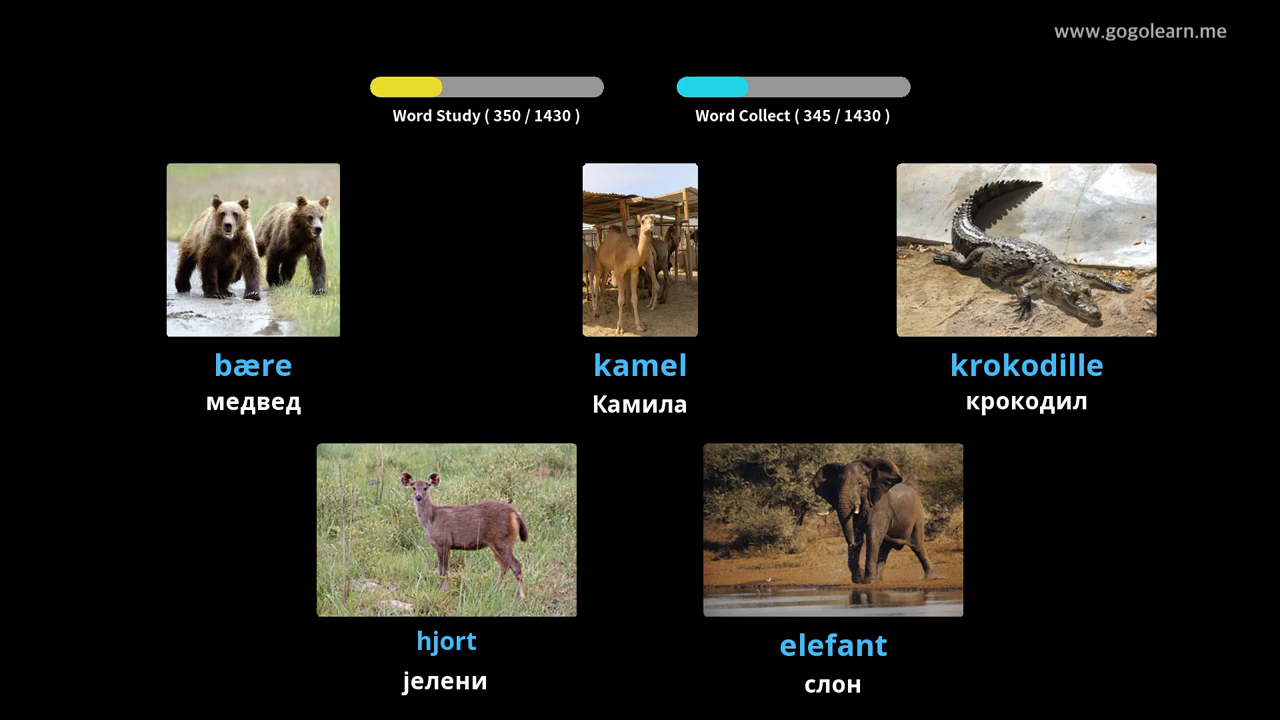 www.gogolearn.me
Word Study ( 350 / 1430 )
Word Collect ( 345 / 1430 )
bære
медвед
kamel
Камила
krokodille
крокодил
hjort
јелени
elefant
слон